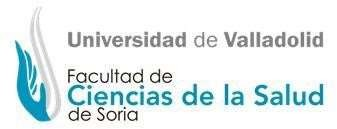 Universidad de Valladolid
Facultad de
Ciencias de la Salud
de Soria